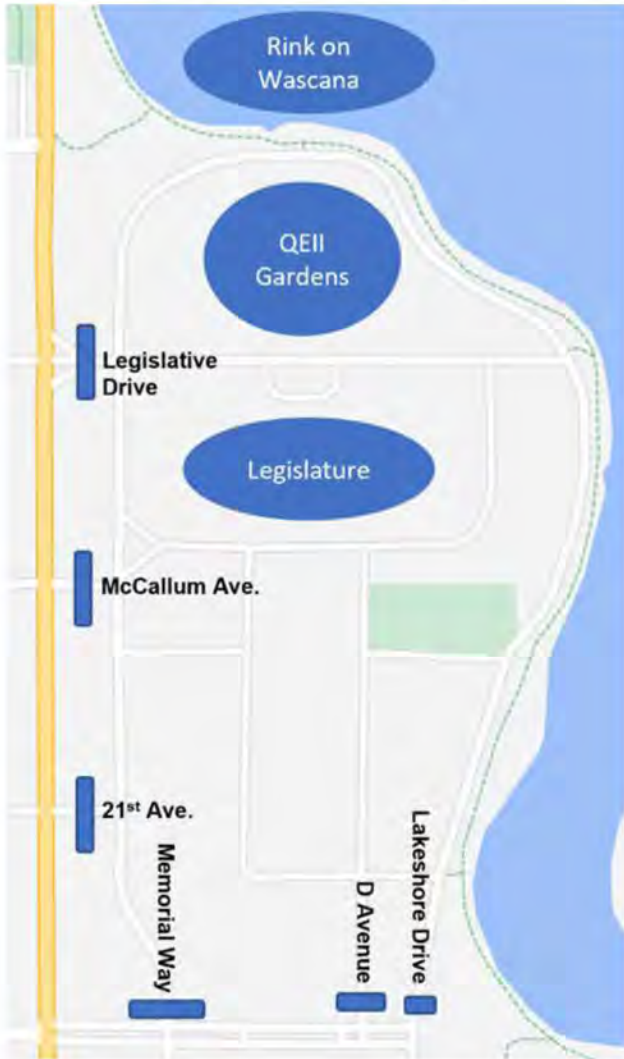 Rink on
Wascana
QEII
Gardens
Legislative
Drive
Legislature
McCallum Ave.
21st Ave.
Memorial Way
D Avenue
Lakeshore Drive